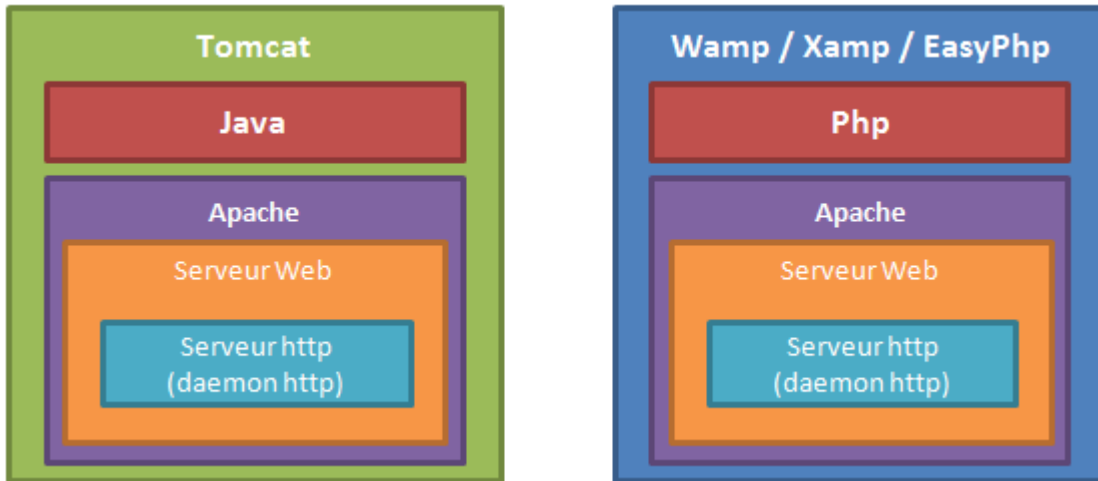 Tomcat
Java
Apache
Serveur Web
Serveur http
(daemon http)
Wamp / Xamp / EasyPhp
Php
Apache
Serveur Web
Serveur http
(daemon http)